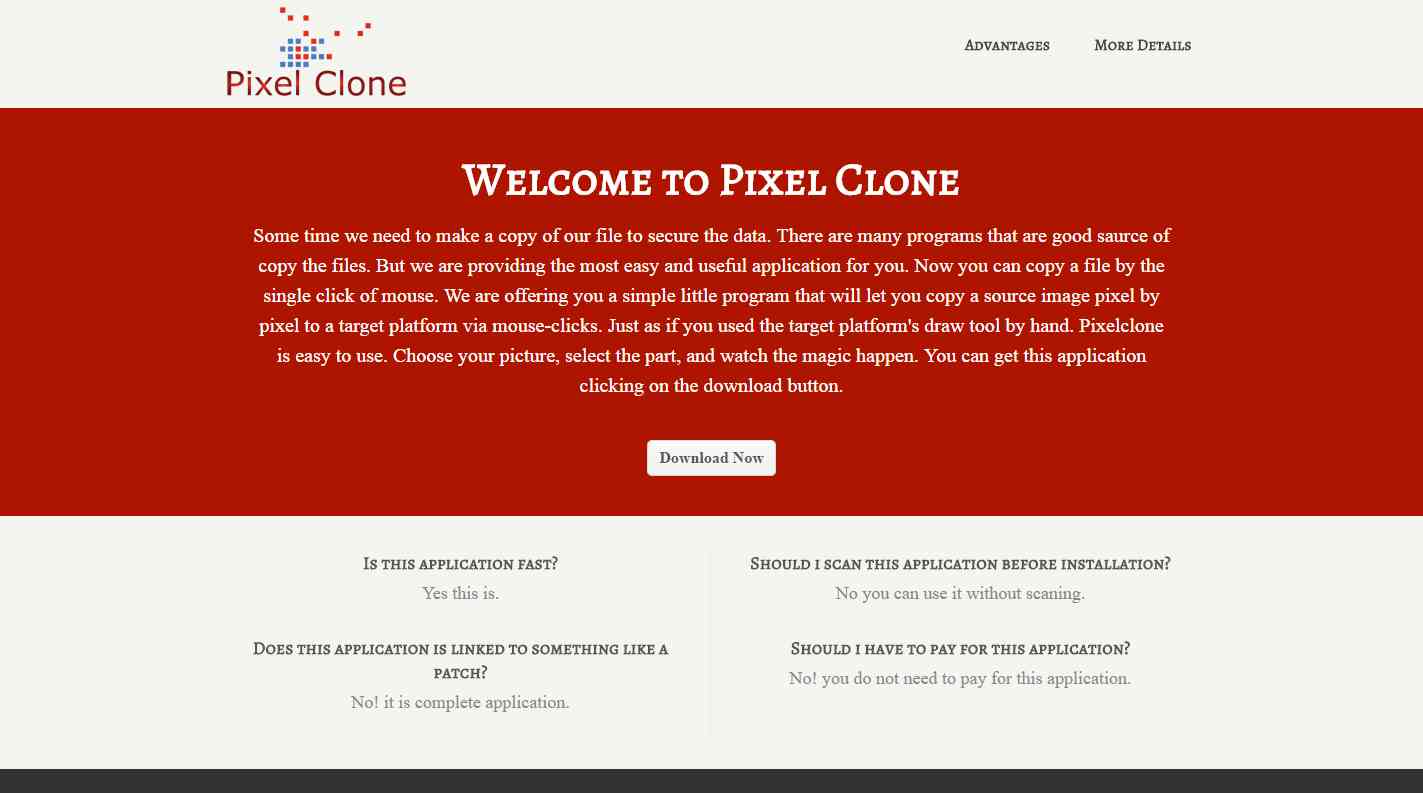 Pixel Clone
Advantages More Details
Welcome to Pixel Clone
Some time we need to make a copy of our file to secure the data. There are many programs that are good saurce of
copy the files. But we are providing the most easy and useful application for you. Now you can copy a file by the
single click of mouse. We are offering you a simple little program that will let you copy a source image pixel by
pixel to a target platform via mouse-clicks. Just as if you used the target platform's draw tool by hand. Pixelclone
is easy to use. Choose your picture, select the part, and watch the magic happen. You can get this application
clicking on the download button.
Download Now
Is this application fast?
Yes this is.
Does this application is linked to something like a
patch?
No! it is complete application.
Should i scan this application before installation?
No you can use it without scaning.
Should i have to pay for this application?
No! you do not need to pay for this application.